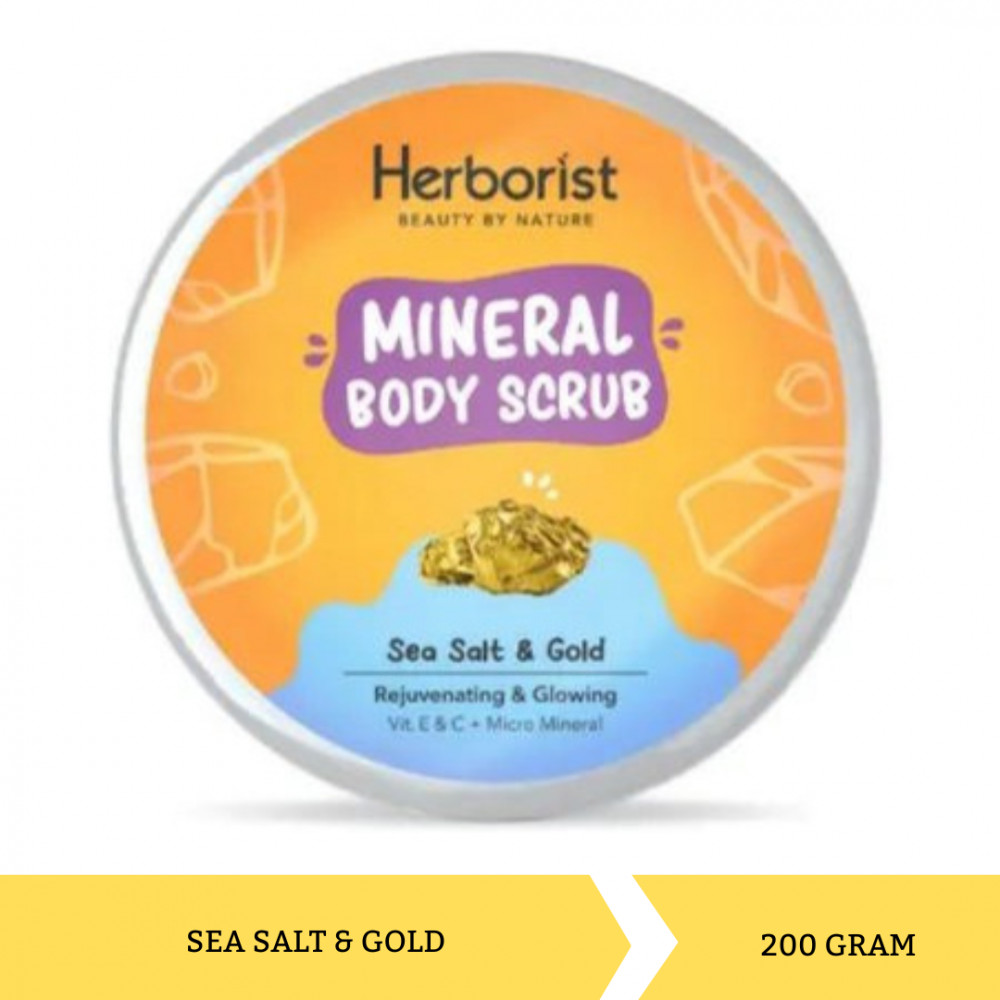 Herborist
BEAUTY BY NATURE
MINERAL
BODY SCRUB
Sea Salt & Gold
Rejuvenating & Glowing
Vit. E & C + Micro Mineral
SEA SALT & GOLD
200 GRAM